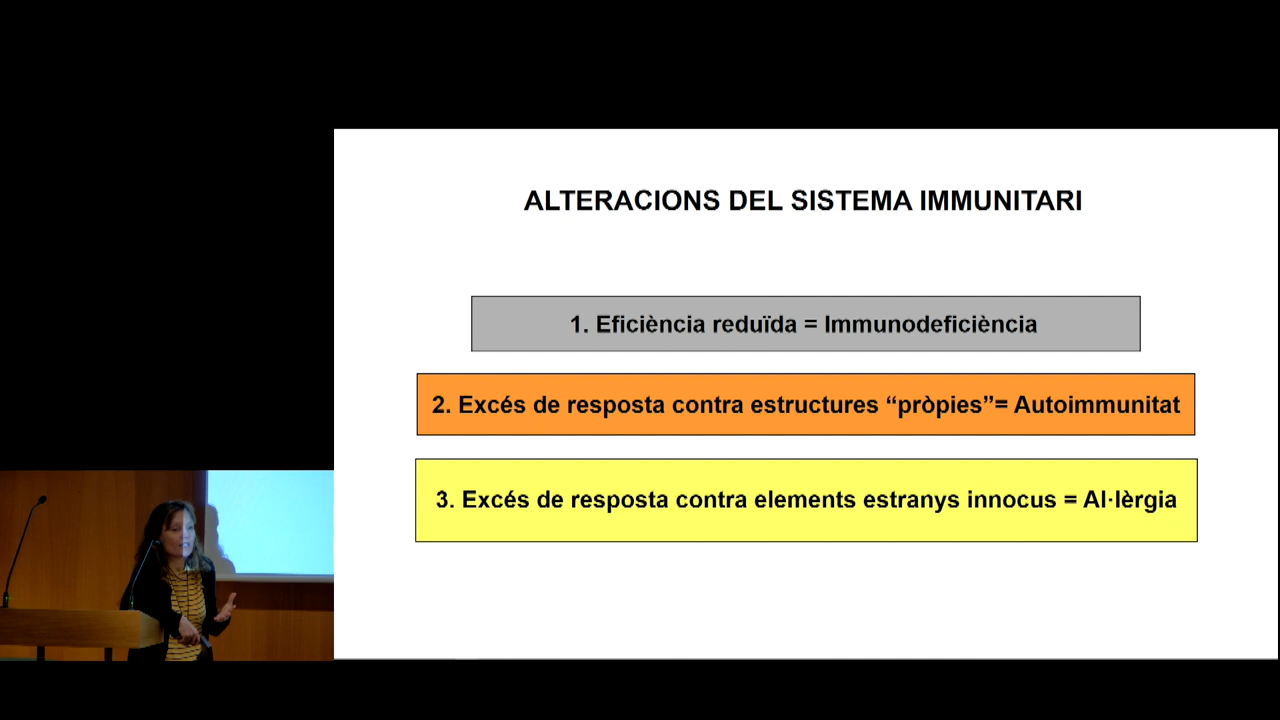 ALTERACIONS DEL SISTEMA IMMUNITARI
1. Eficiència reduïda = Immunodeficiència
2. Excés de resposta contra estructures “pròpies”= Autoimmunitat
3. Excés de resposta contra elements estranys innocus = Al·lèrgia